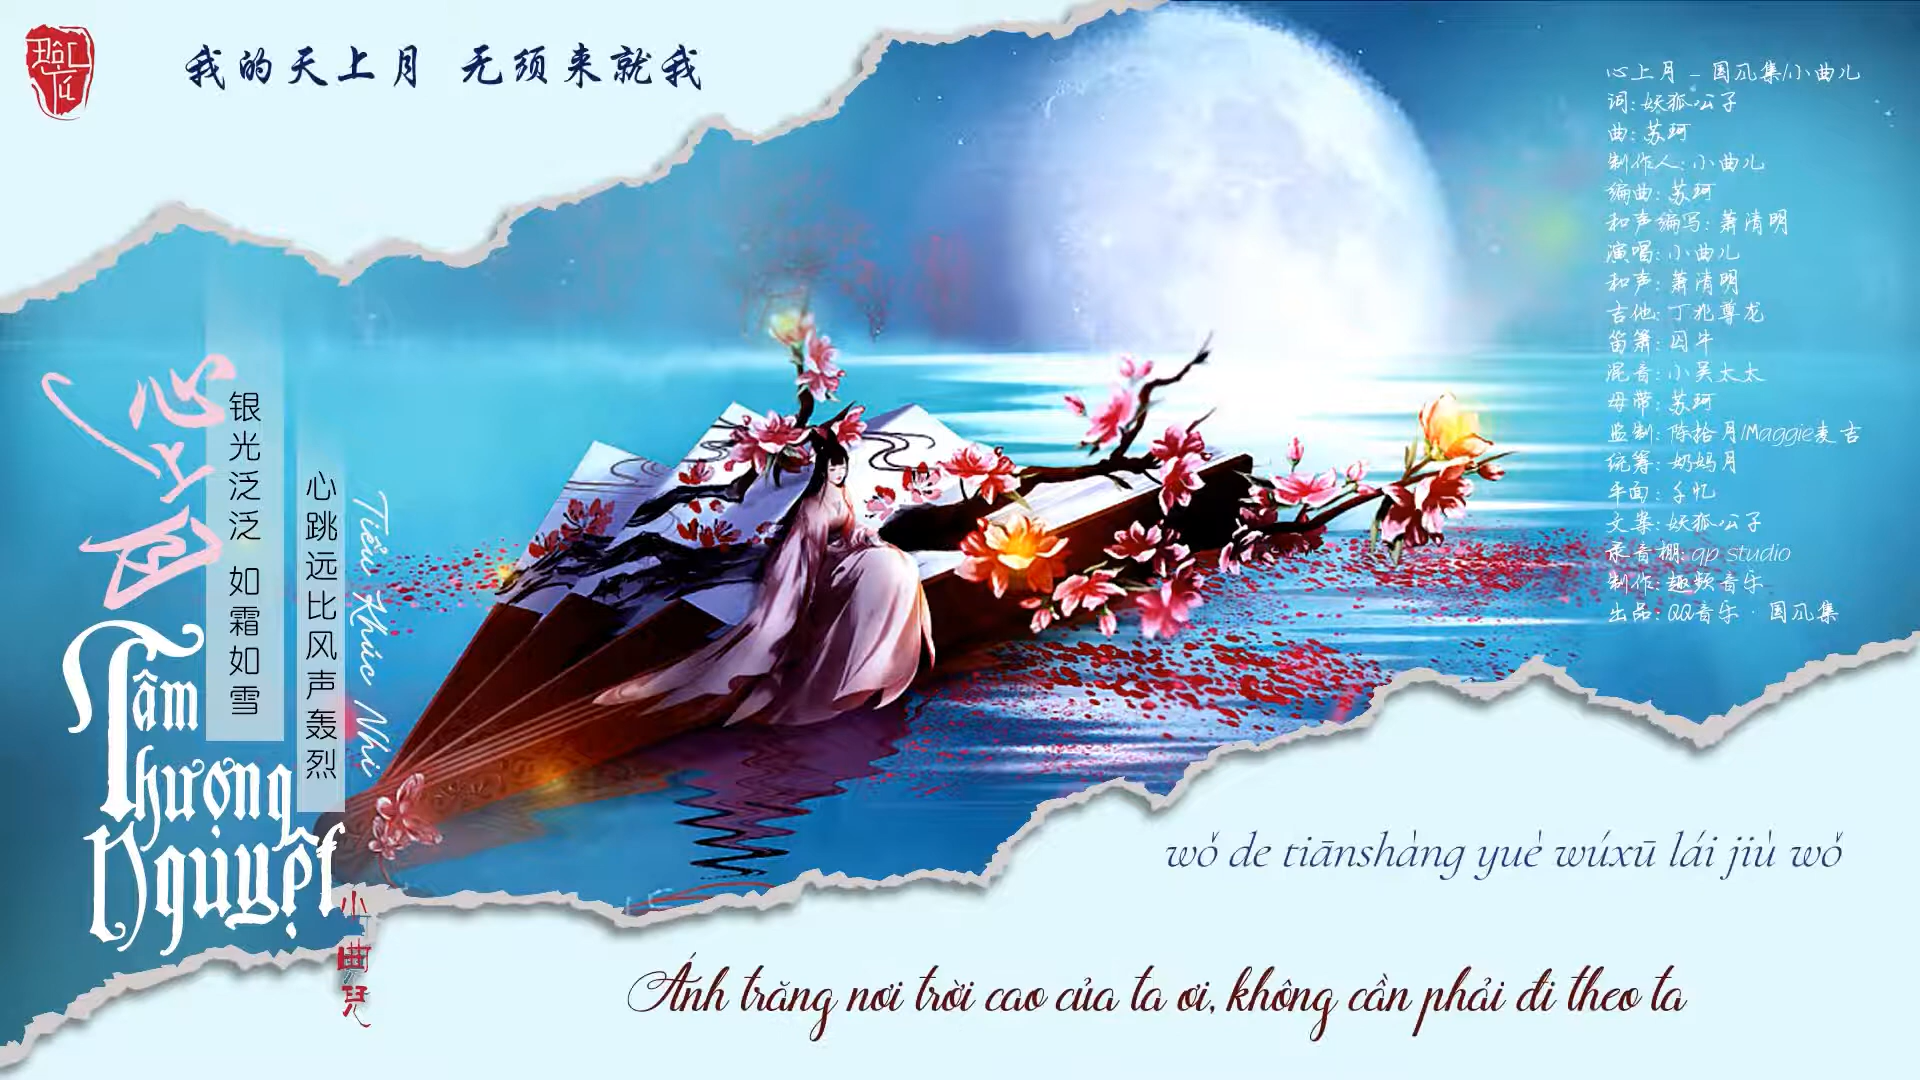 Độc
Tú
我的天上月 无须来就我
心上月 - 国风集/小曲儿
词: 妖狐公子
曲: 苏珂
制作人: 小曲儿
编曲: 苏珂
和声编写: 萧清明
演唱: 小曲儿
和声: 萧清明
吉他: 丁兆尊龙
笛箫: 囚牛
混音: 小吴太太
母带: 苏珂
监制: 陈拾月/Maggie麦吉
统筹: 奶妈月
平面: 千忆
文案: 妖狐公子
录音棚: qp studio
制作: 趣频音乐
出品: QQ音乐 · 国风集
心上月
银光泛泛 如霜如雪
心跳远比风声轰烈
Tiểu Khúc Nhi
Tâm
Thượng
Nguyệt
小曲兒
wǒ de tiānshàng yuè wúxū lái jiù wǒ
Ánh trăng nơi trời cao của ta ơi, không cần phải đi theo ta